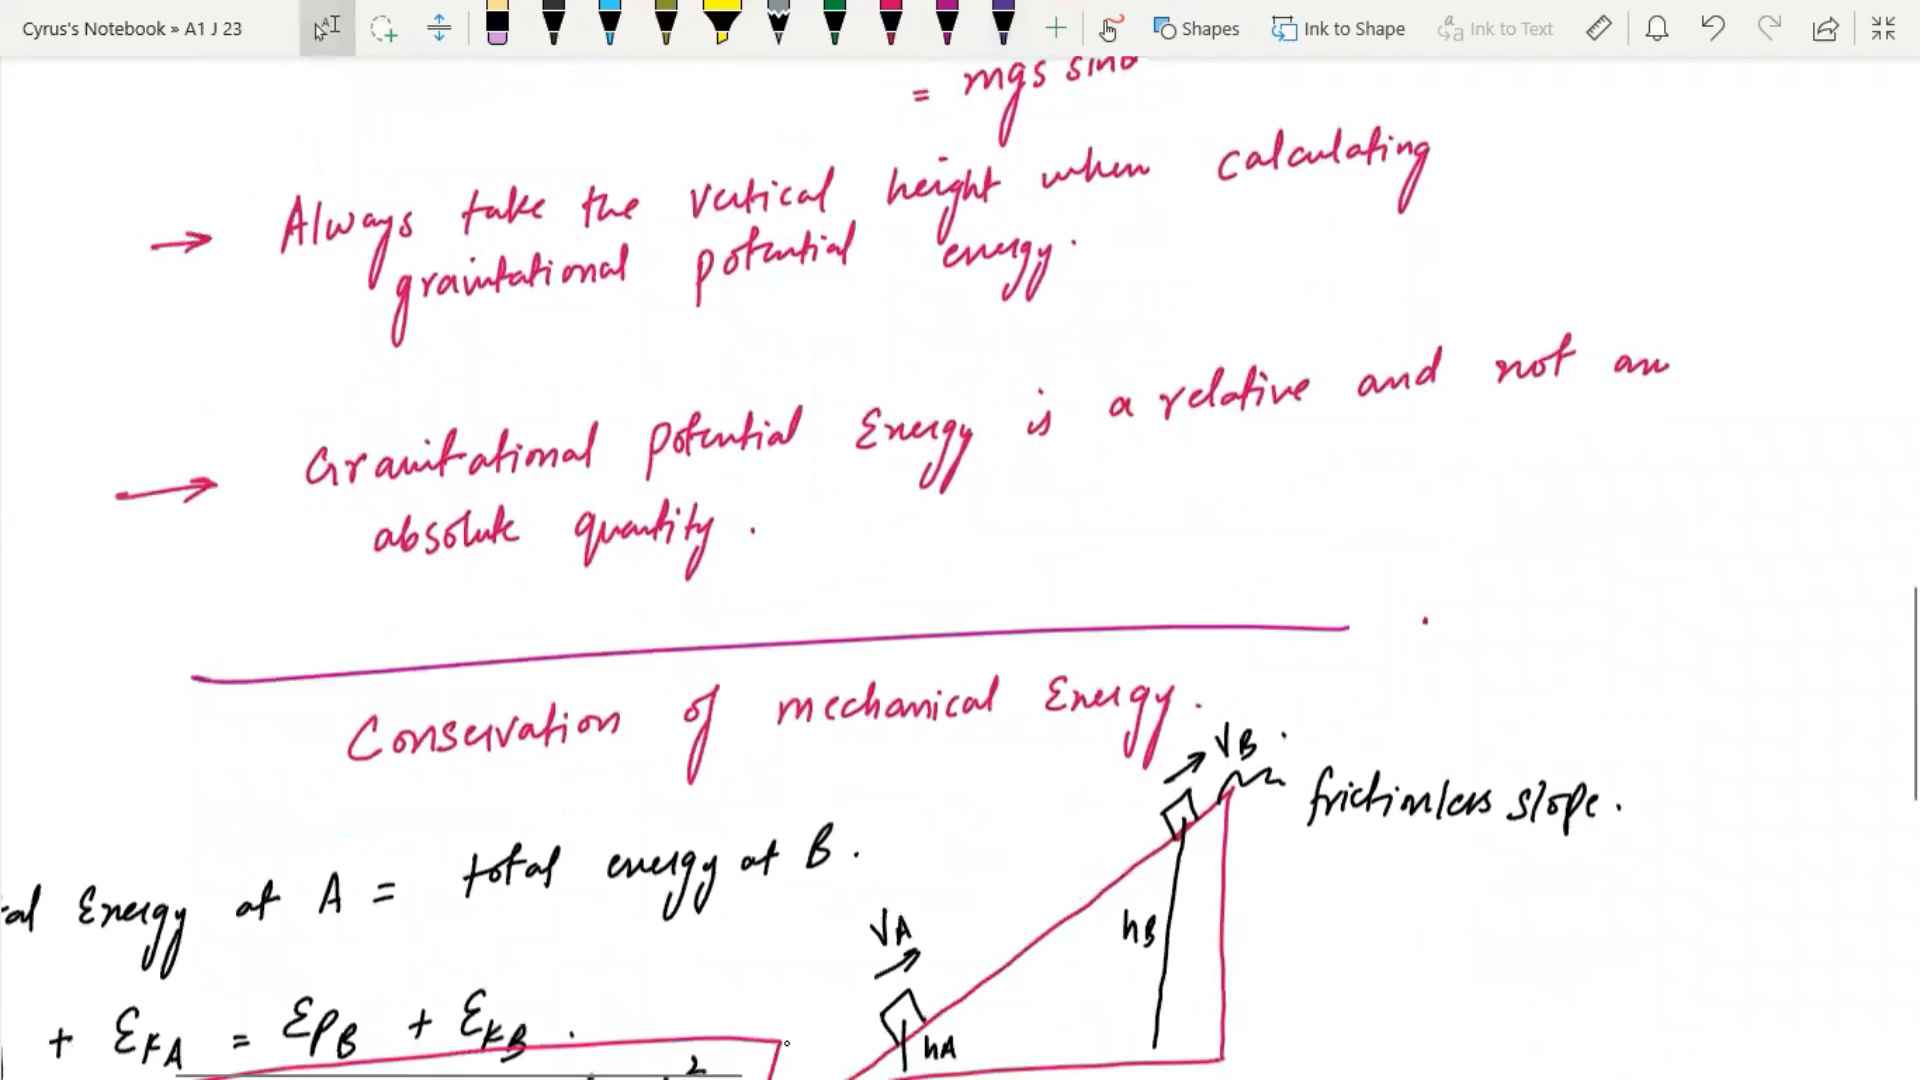 Cyrus's Notebook » A1 J 23
Shapes
Ink to Shape
Ink to Text
= mgs sinθ
→ Always take the vertical height when calculating
gravitational potential energy.
→ Gravitational potential Energy is a relative and not an
absolute quantity.
Conservation of mechanical Energy.
VB
frictionless slope.
al Energy at A = total energy at B.
VA
hB
+ EKA = EPB + EKB.
hA
2